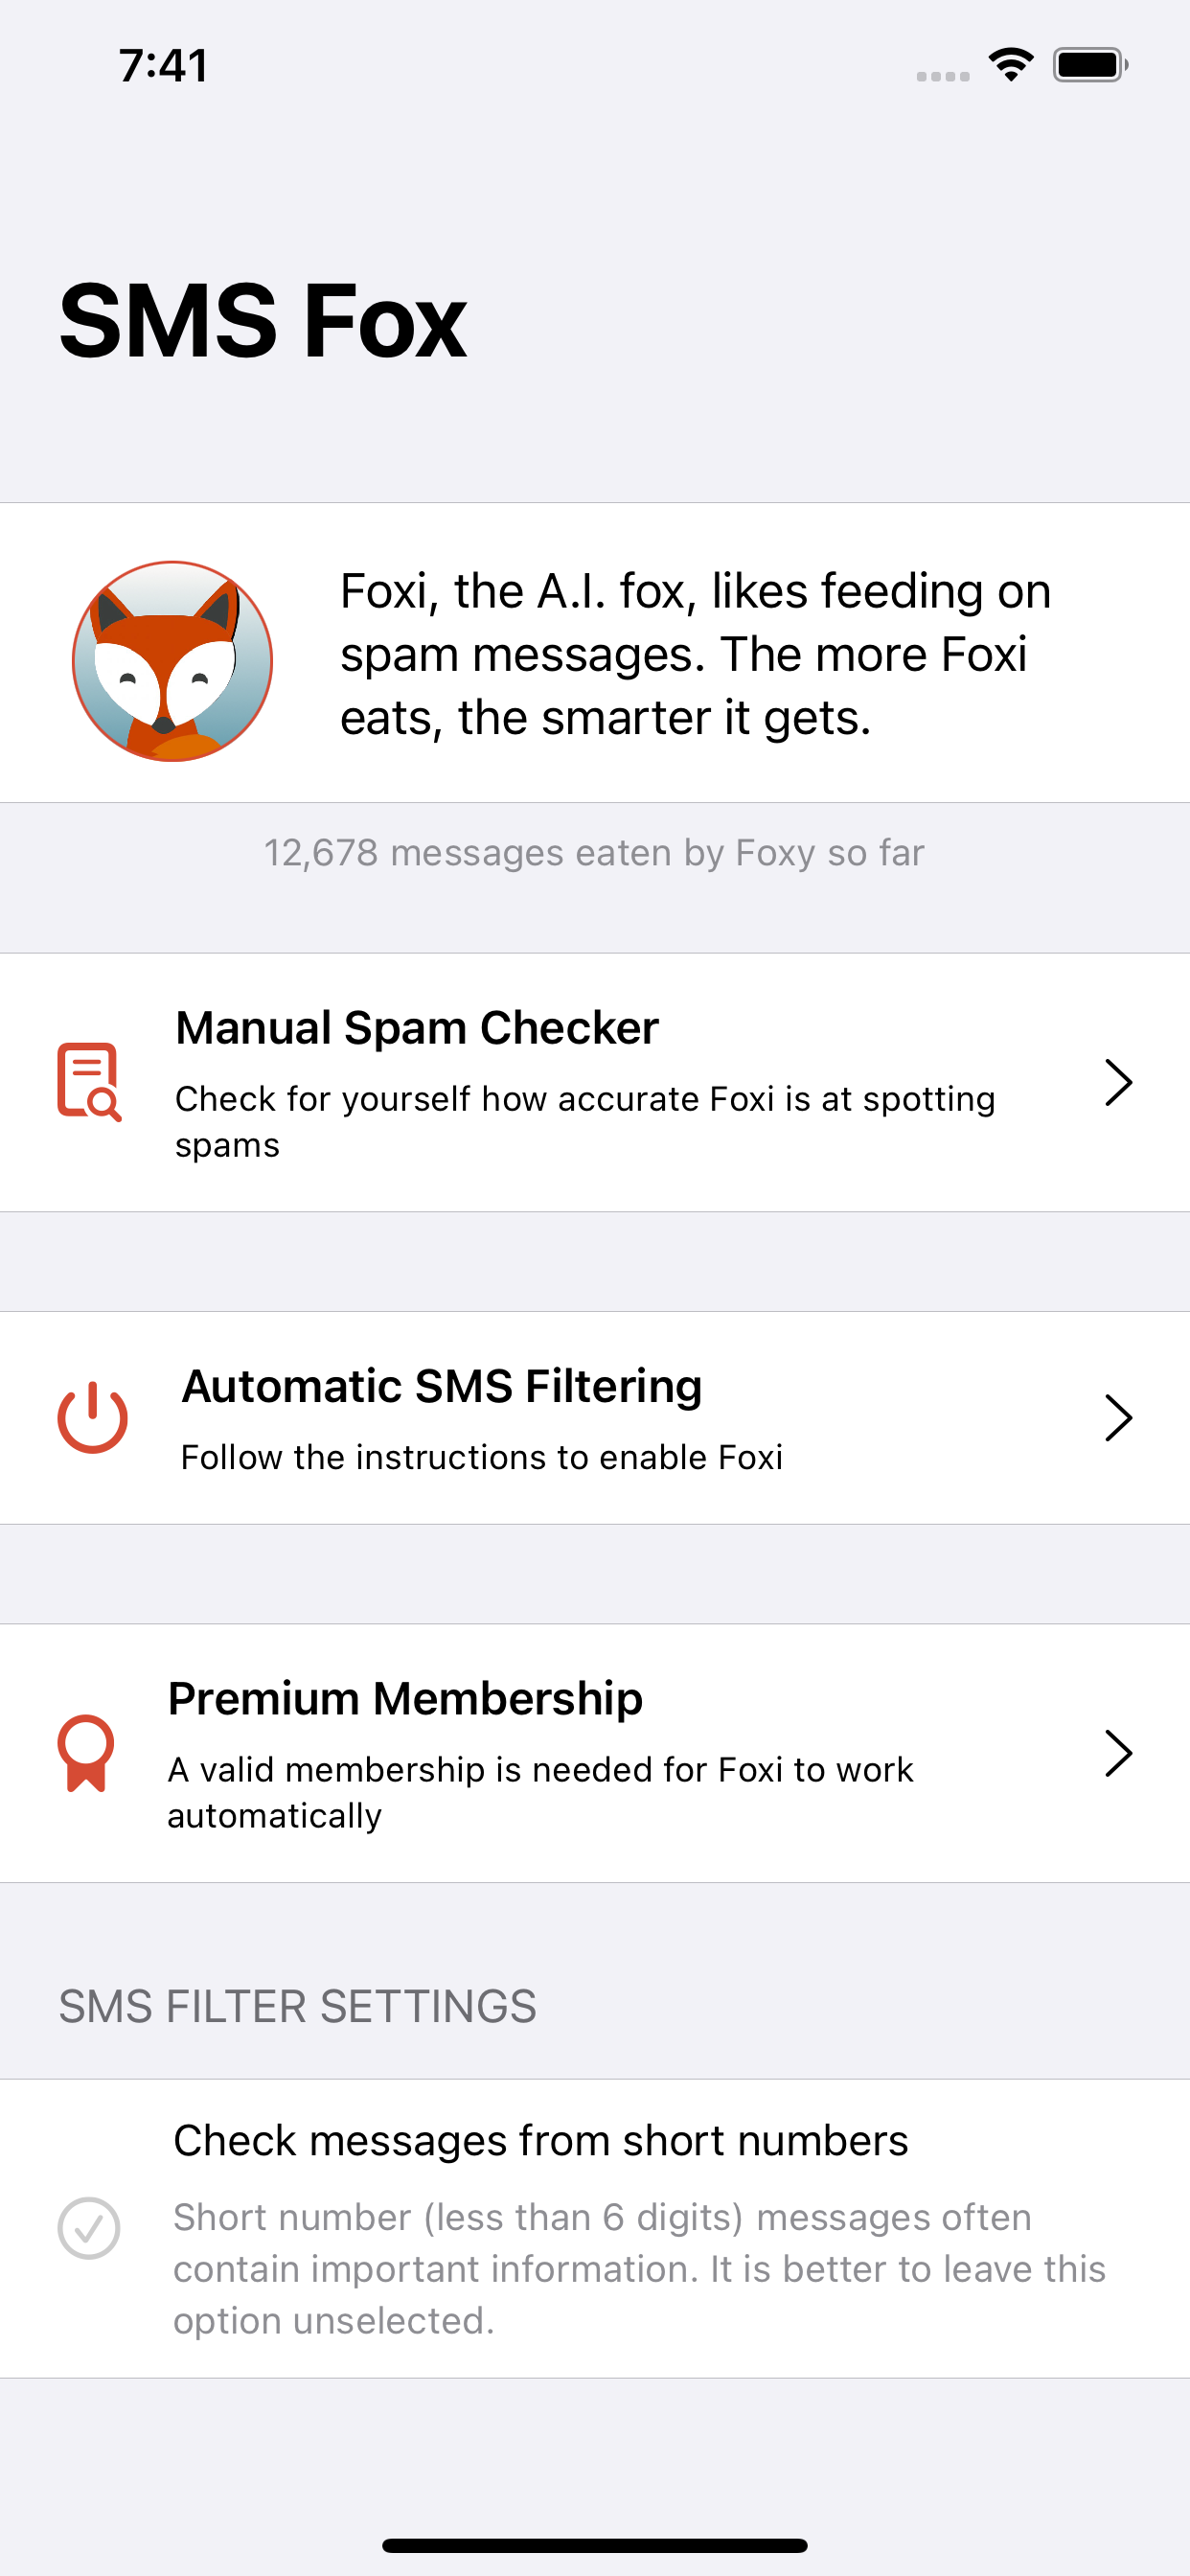 7:41
SMS Fox
Foxi, the A.I. fox, likes feeding on
spam messages. The more Foxi
eats, the smarter it gets.
12,678 messages eaten by Foxy so far
Manual Spam Checker
Check for yourself how accurate Foxi is at spotting
spams
Automatic SMS Filtering
Follow the instructions to enable Foxi
Premium Membership
A valid membership is needed for Foxi to work
automatically
SMS FILTER SETTINGS
Check messages from short numbers
Short number (less than 6 digits) messages often
contain important information. It is better to leave this
option unselected.